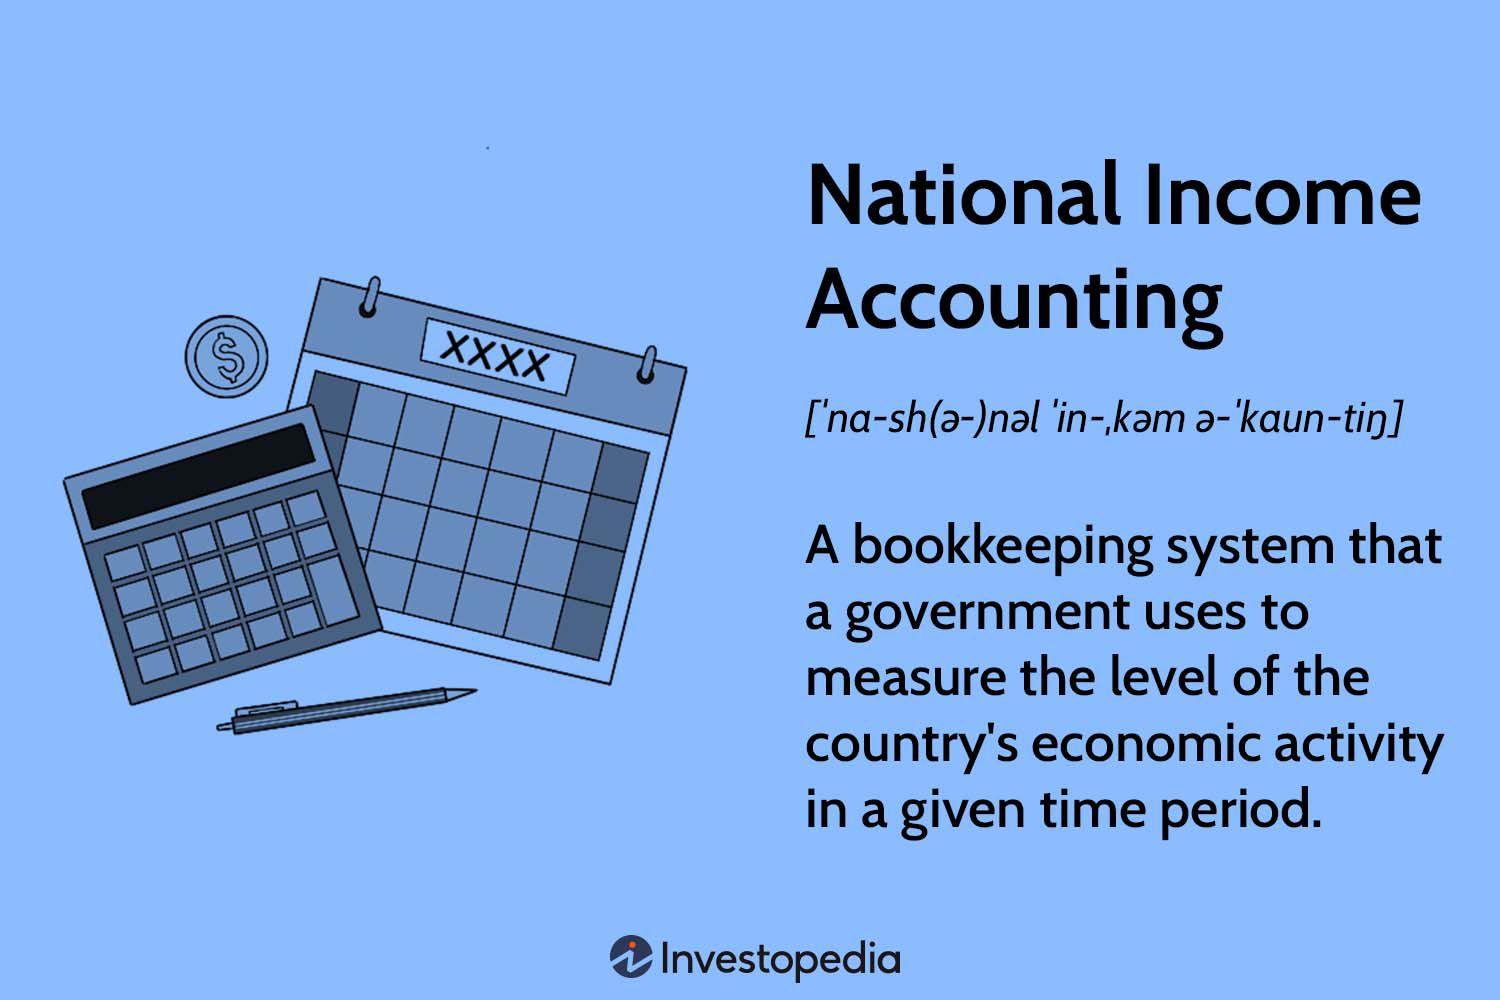 XXXX
National Income
Accounting
[ˈna-sh(ə-)nəl ˈin-ˌkəm ə-ˈkau̇n-tiŋ]
A bookkeeping system that
a government uses to
measure the level of the
country's economic activity
in a given time period.
Investopedia